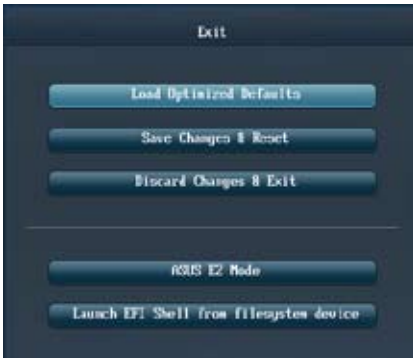 Exit
Load Optimized Defaults
Save Changes & Reset
Discard Changes & Exit
ASUS EZ Mode
Launch EFI Shell from filesystem device